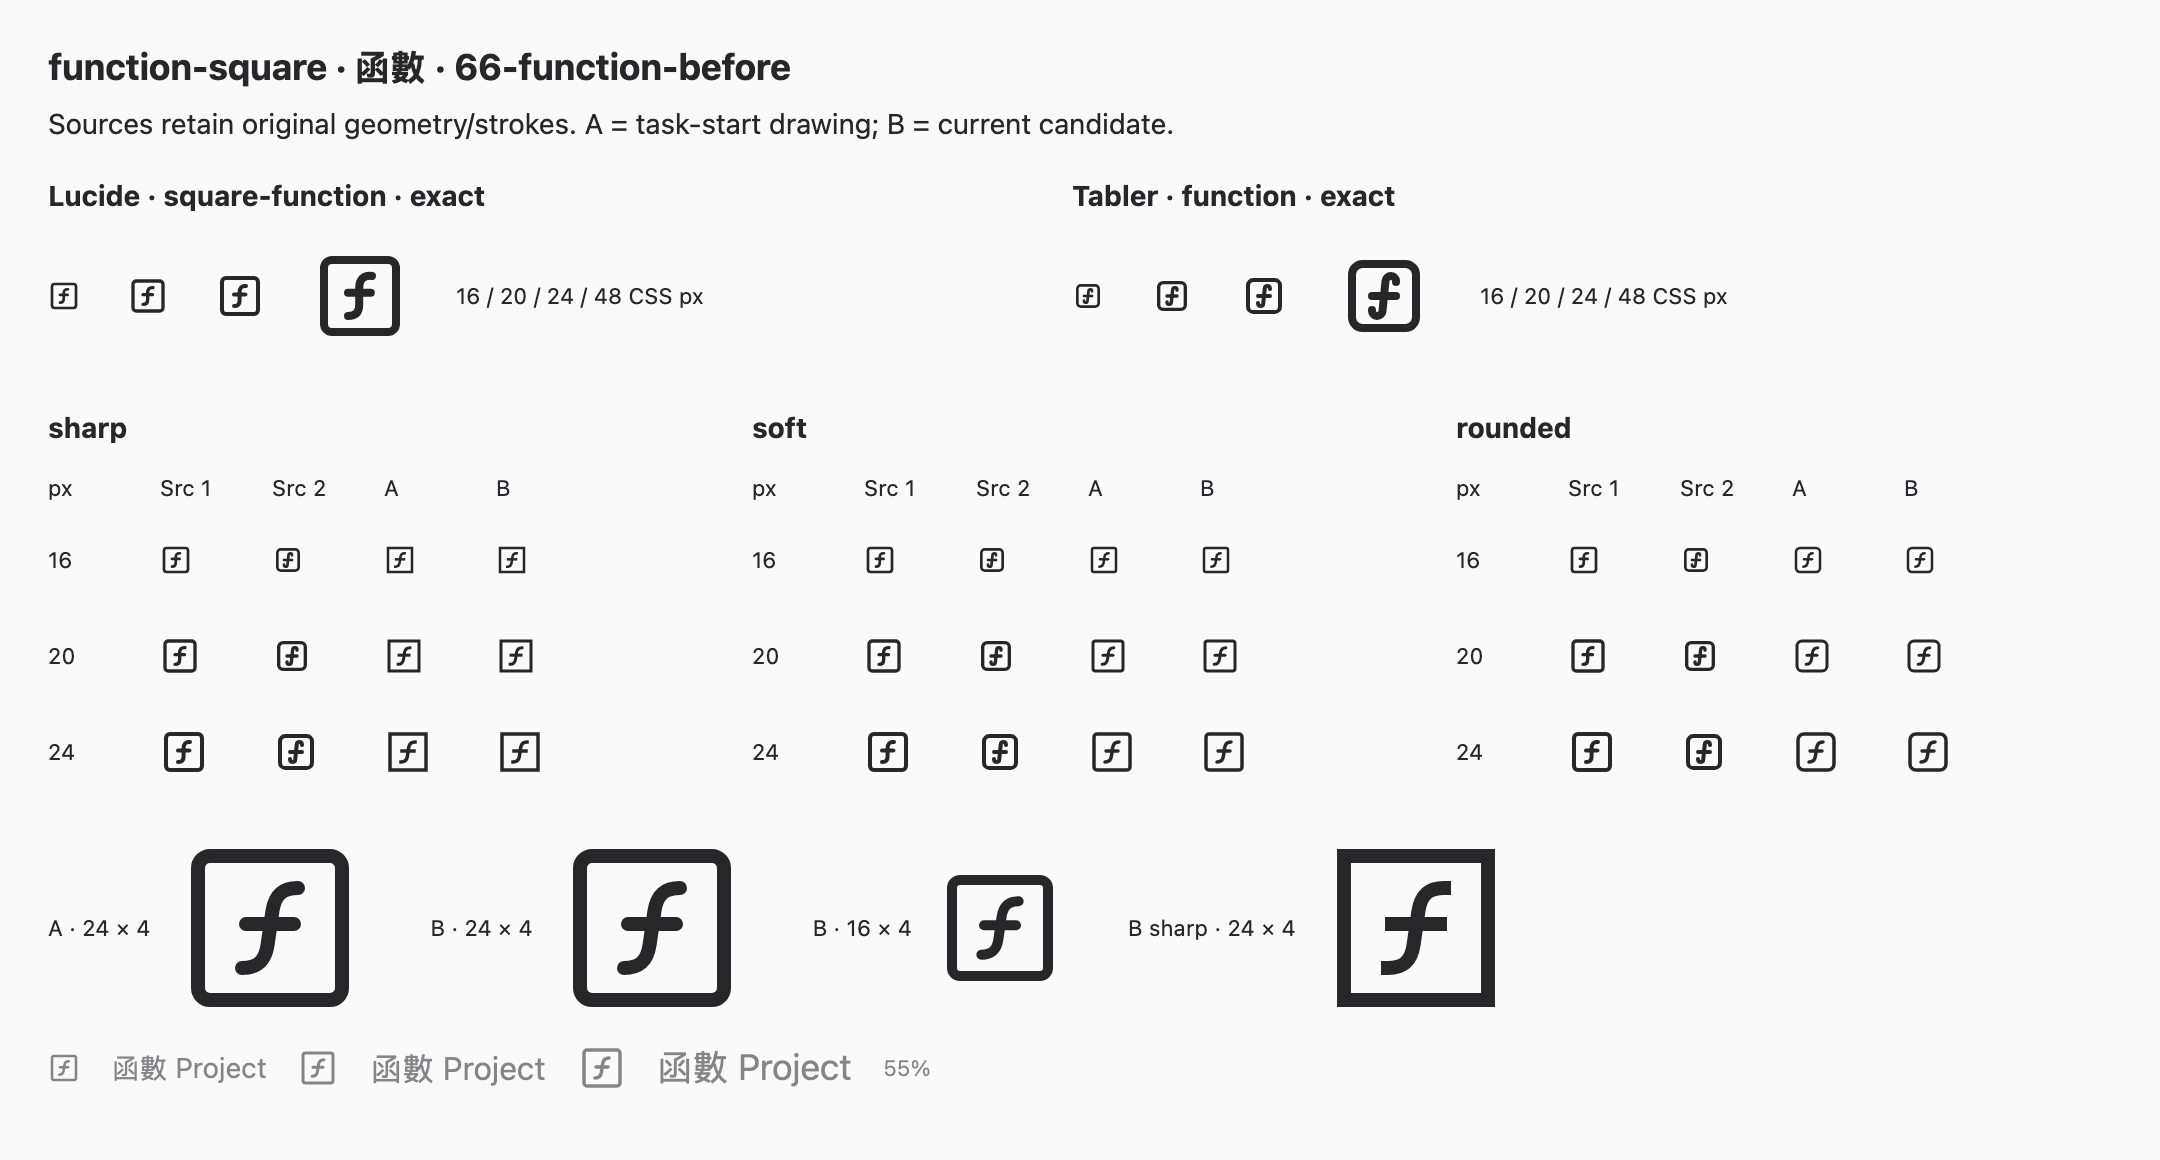 function-square · 函數 · 66-function-before
Sources retain original geometry/strokes. A = task-start drawing; B = current candidate.
Lucide · square-function · exact
16 / 20 / 24 / 48 CSS px
Tabler · function · exact
16 / 20 / 24 / 48 CSS px
sharp
px Src 1 Src 2 A B
16
20
24
soft
px Src 1 Src 2 A B
16
20
24
rounded
px Src 1 Src 2 A B
16
20
24
A · 24 × 4
B · 24 × 4
B · 16 × 4
B sharp · 24 × 4
函數 Project 函數 Project 函數 Project 55%